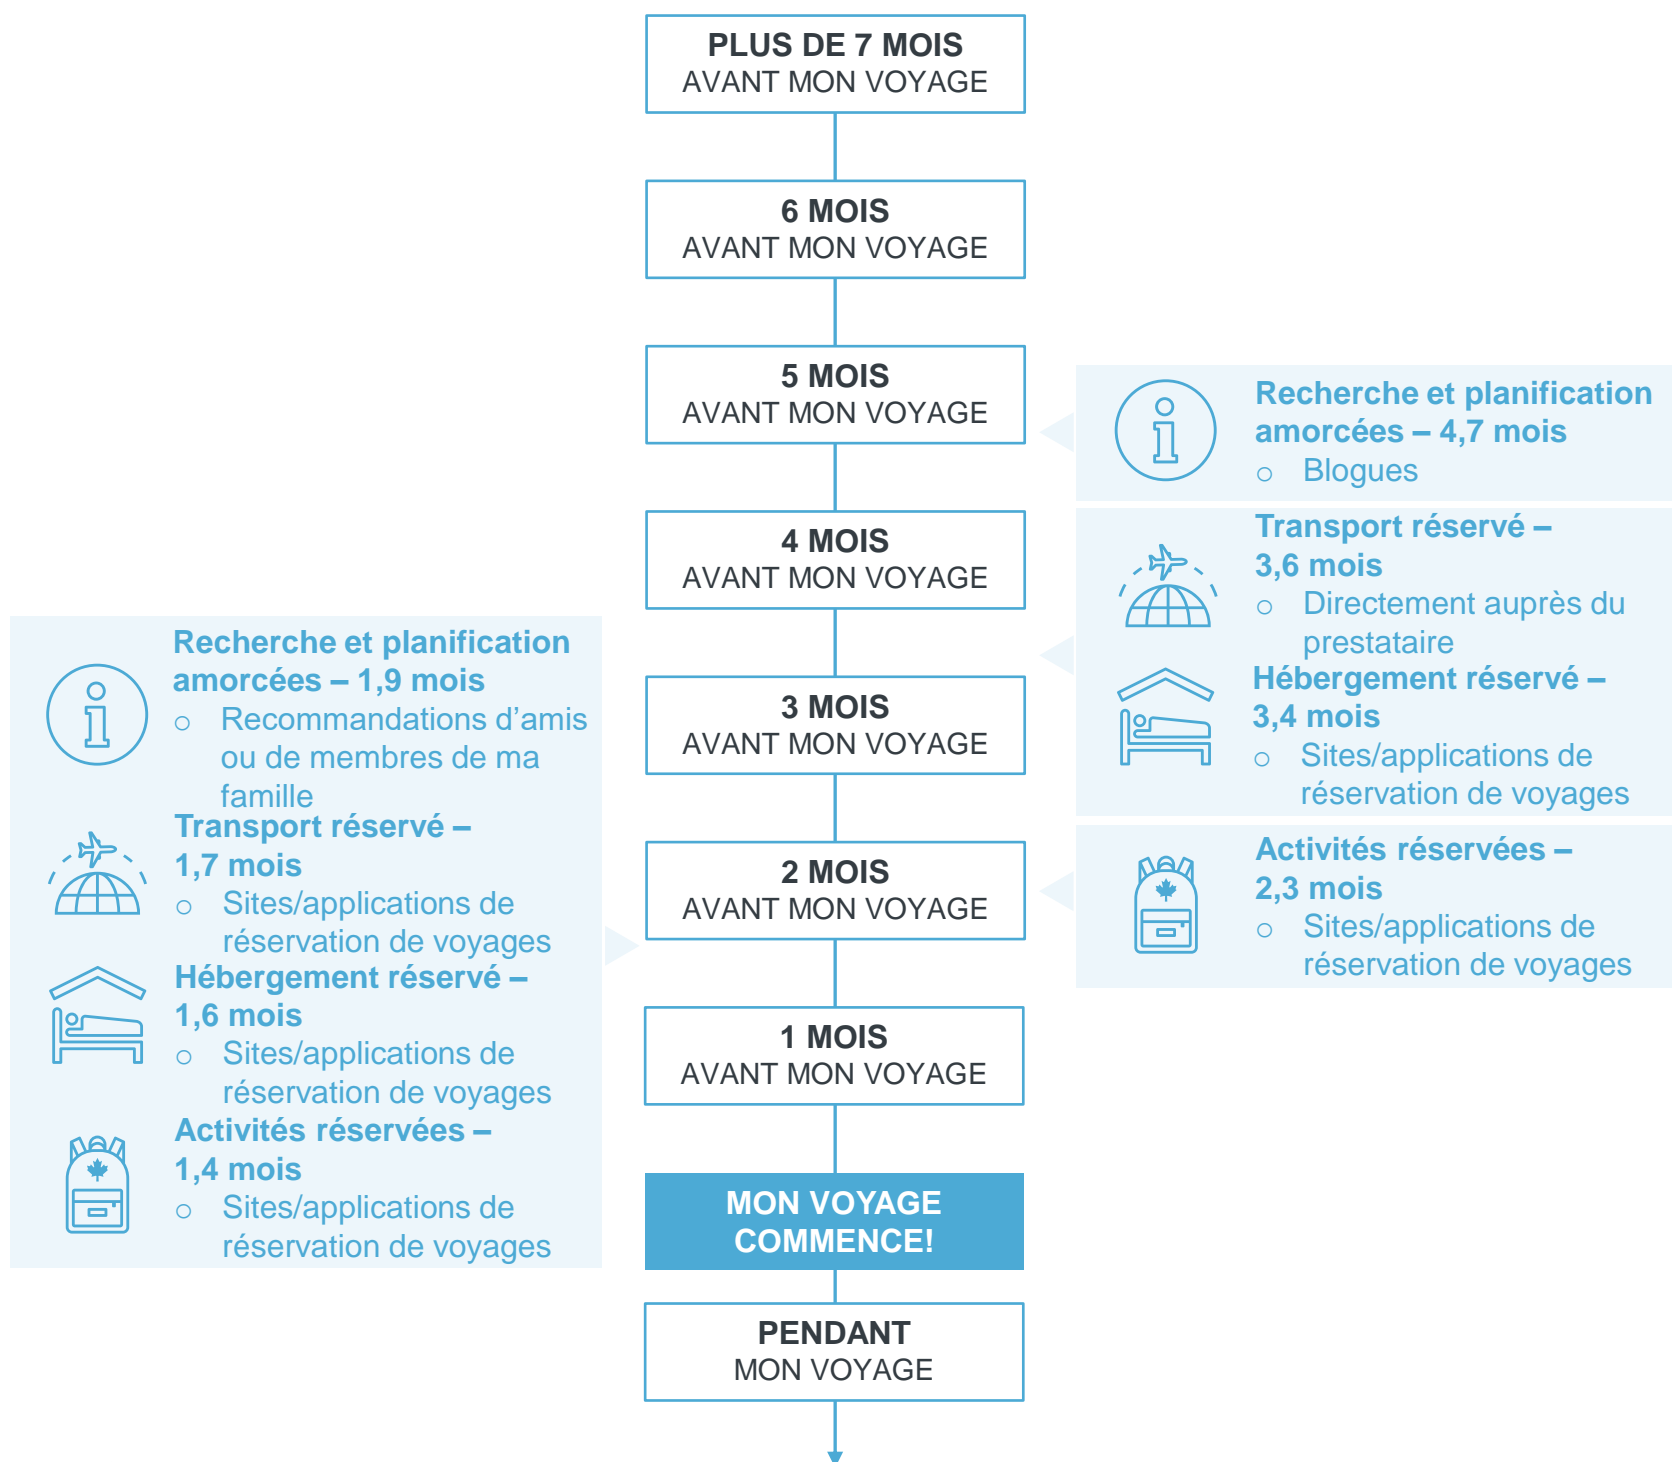 PLUS DE 7 MOIS
AVANT MON VOYAGE
6 MOIS
AVANT MON VOYAGE
5 MOIS
AVANT MON VOYAGE
4 MOIS
AVANT MON VOYAGE
3 MOIS
AVANT MON VOYAGE
2 MOIS
AVANT MON VOYAGE
1 MOIS
AVANT MON VOYAGE
MON VOYAGE
COMMENCE!
PENDANT
MON VOYAGE
Recherche et planification
amorcées – 1,9 mois
o Recommandations d’amis
ou de membres de ma
famille
Transport réservé –
1,7 mois
o Sites/applications de
réservation de voyages
Hébergement réservé –
1,6 mois
o Sites/applications de
réservation de voyages
Activités réservées –
1,4 mois
o Sites/applications de
réservation de voyages
Recherche et planification
amorcées – 4,7 mois
o Blogues
Transport réservé –
3,6 mois
o Directement auprès du
prestataire
Hébergement réservé –
3,4 mois
o Sites/applications de
réservation de voyages
Activités réservées –
2,3 mois
o Sites/applications de
réservation de voyages